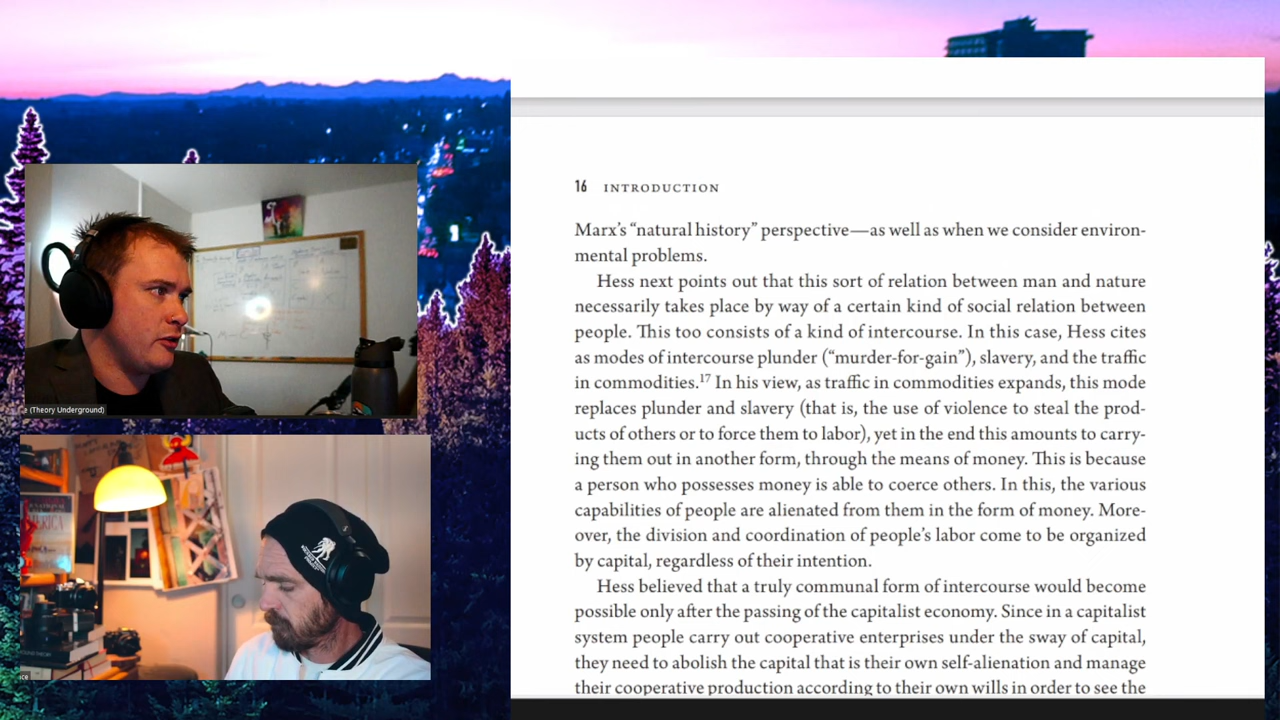 16 INTRODUCTION
Marx's “natural history” perspective—as well as when we consider environ-
mental problems.
Hess next points out that this sort of relation between man and nature
necessarily takes place by way of a certain kind of social relation between
people. This too consists of a kind of intercourse. In this case, Hess cites
as modes of intercourse plunder (“murder-for-gain”), slavery, and the traffic
in commodities.17 In his view, as traffic in commodities expands, this mode
replaces plunder and slavery (that is, the use of violence to steal the prod-
ucts of others or to force them to labor), yet in the end this amounts to carry-
ing them out in another form, through the means of money. This is because
a person who possesses money is able to coerce others. In this, the various
capabilities of people are alienated from them in the form of money. More-
over, the division and coordination of people's labor come to be organized
by capital, regardless of their intention.
Hess believed that a truly communal form of intercourse would become
possible only after the passing of the capitalist economy. Since in a capitalist
system people carry out cooperative enterprises under the sway of capital,
they need to abolish the capital that is their own self-alienation and manage
their cooperative production according to their own wills in order to see the
e (Theory Underground)